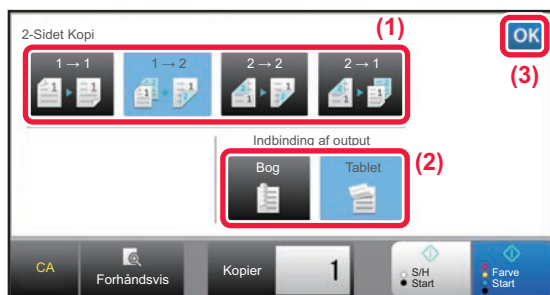 2-Sidet Kopi
(1)
OK
(3)
1 → 1
1 → 2
2 → 2
2 → 1
Indbinding af output
Bog
Tablet
(2)
CA
Forhåndsvis
Kopier
1
S/H
Start
Farve
Start